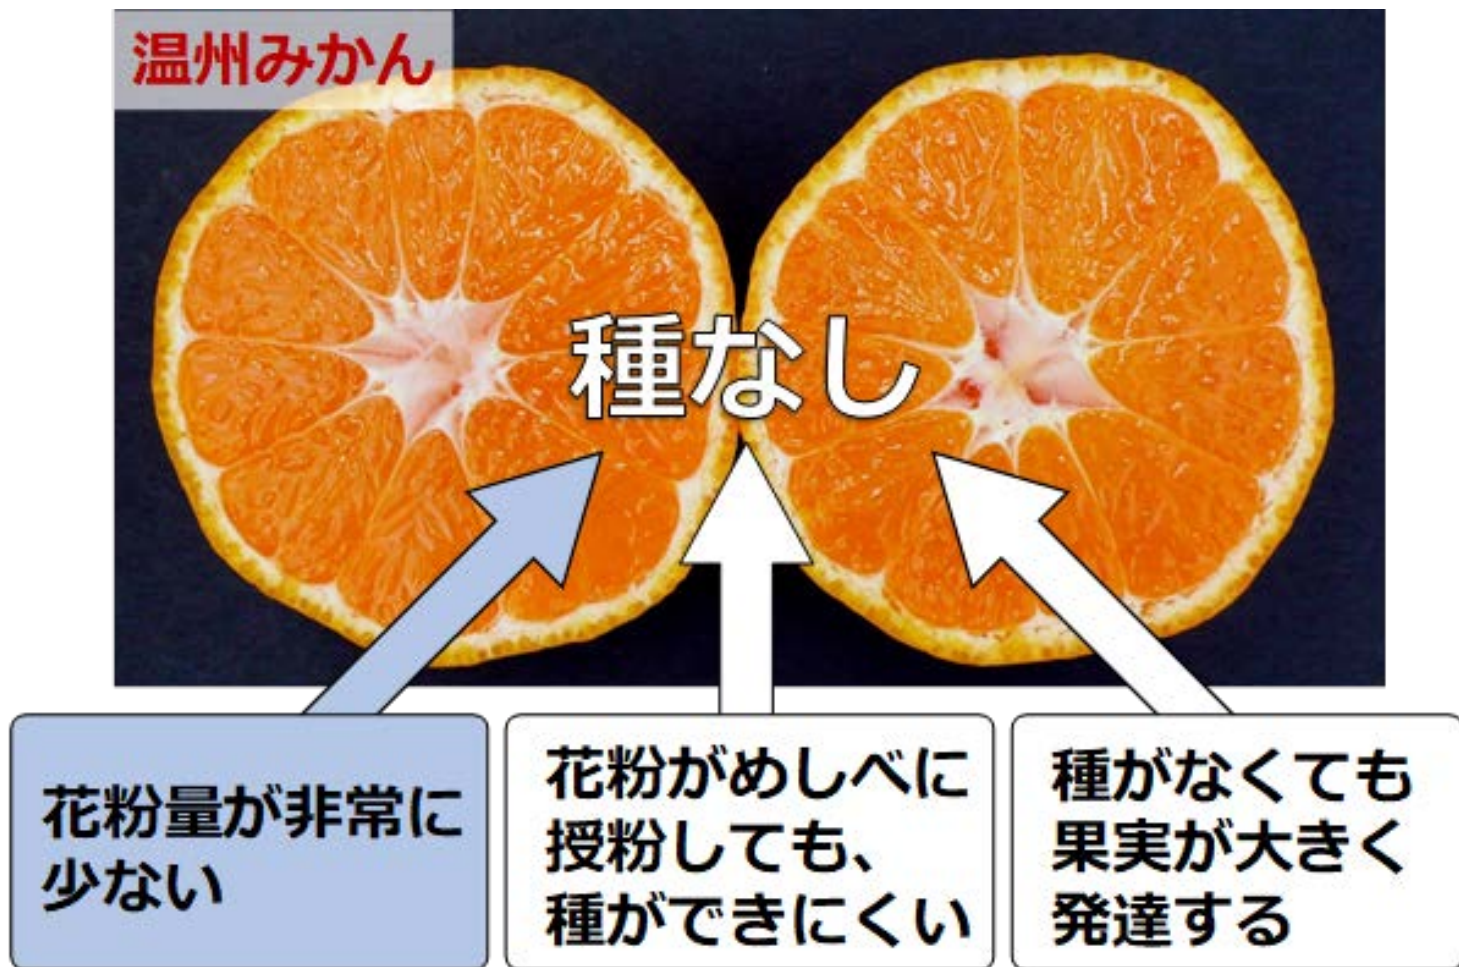 温州みかん
種なし
花粉量が非常に
少ない
花粉がめしべに
授粉しても、
種ができにくい
種がなくても
果実が大きく
発達する